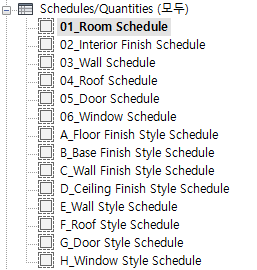 Schedules/Quantities (모두)
01_Room Schedule
02_Interior Finish Schedule
03_Wall Schedule
04_Roof Schedule
05_Door Schedule
06_Window Schedule
A_Floor Finish Style Schedule
B_Base Finish Style Schedule
C_Wall Finish Style Schedule
D_Ceiling Finish Style Schedule
E_Wall Style Schedule
F_Roof Style Schedule
G_Door Style Schedule
H_Window Style Schedule